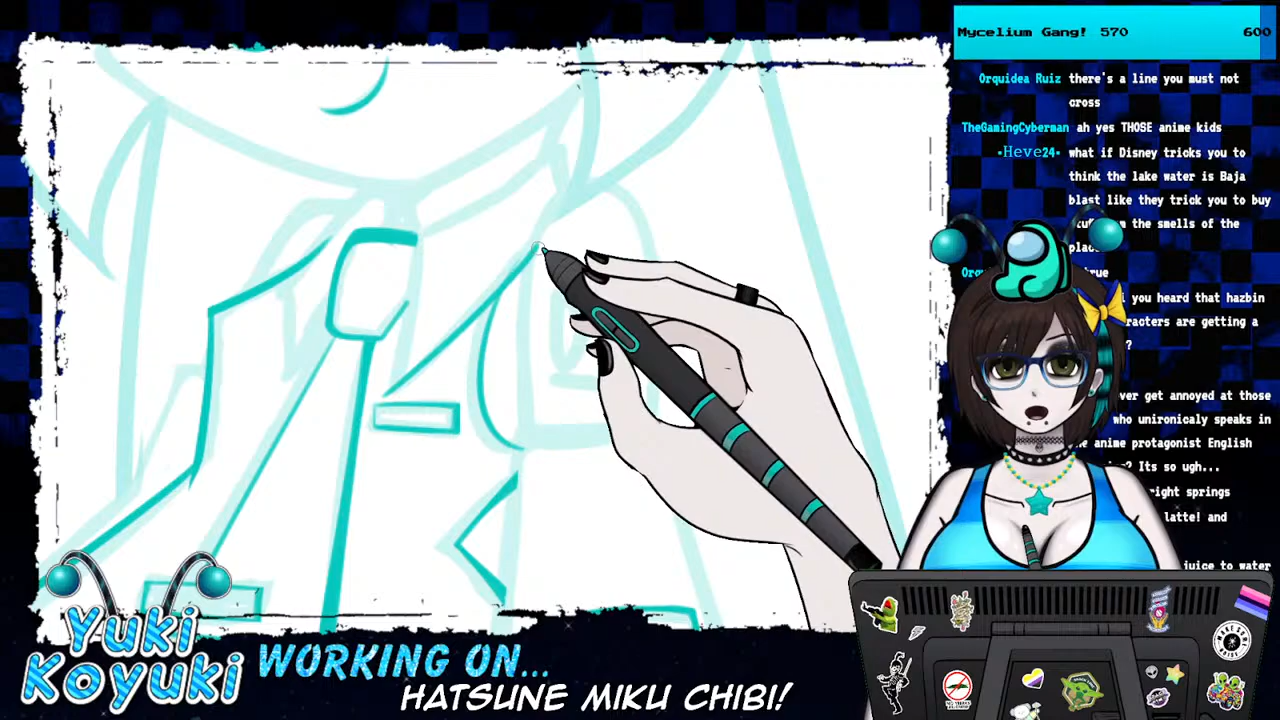 Mycelium Gang! 570 600
Orquidea Ruiz there's a line you must not
cross
TheGamingCyberman ah yes THOSE anime kids
•Heve24• what if Disney tricks you to
think the lake water is Baja
blast like they trick you to buy
the smells of the
true
you heard that hazbin
are getting a
?
ver get annoyed at those
who unironicaly speaks in
anime protagonist English
? Its so ugh...
right springs
latte! and
juice to water
Yuki
Koyuki
WORKING ON...
HATSUNE MIKU CHIBI!